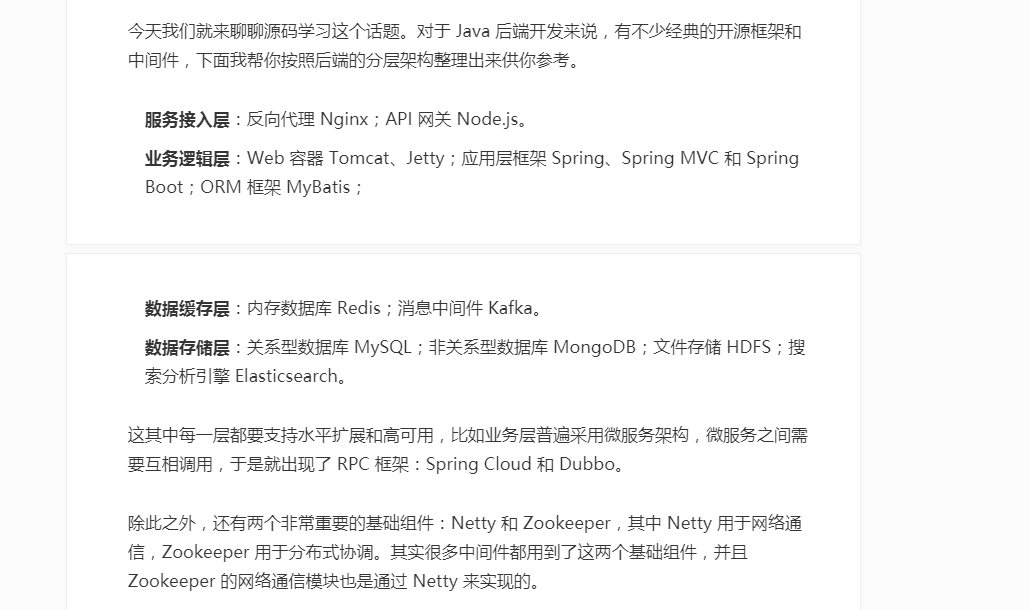 今天我们就来聊聊源码学习这个话题。对于 Java 后端开发来说，有不少经典的开源框架和
中间件，下面我帮你按照后端的分层架构整理出来供你参考。
服务接入层：反向代理 Nginx；API 网关 Node.js。
业务逻辑层：Web 容器 Tomcat、Jetty；应用层框架 Spring、Spring MVC 和 Spring
Boot；ORM 框架 MyBatis；
数据缓存层：内存数据库 Redis；消息中间件 Kafka。
数据存储层：关系型数据库 MySQL；非关系型数据库 MongoDB；文件存储 HDFS；搜
索分析引擎 Elasticsearch。
这其中每一层都要支持水平扩展和高可用，比如业务层普遍采用微服务架构，微服务之间需
要互相调用，于是就出现了 RPC 框架：Spring Cloud 和 Dubbo。
除此之外，还有两个非常重要的基础组件：Netty 和 Zookeeper，其中 Netty 用于网络通
信，Zookeeper 用于分布式协调。其实很多中间件都用到了这两个基础组件，并且
Zookeeper 的网络通信模块也是通过 Netty 来实现的。